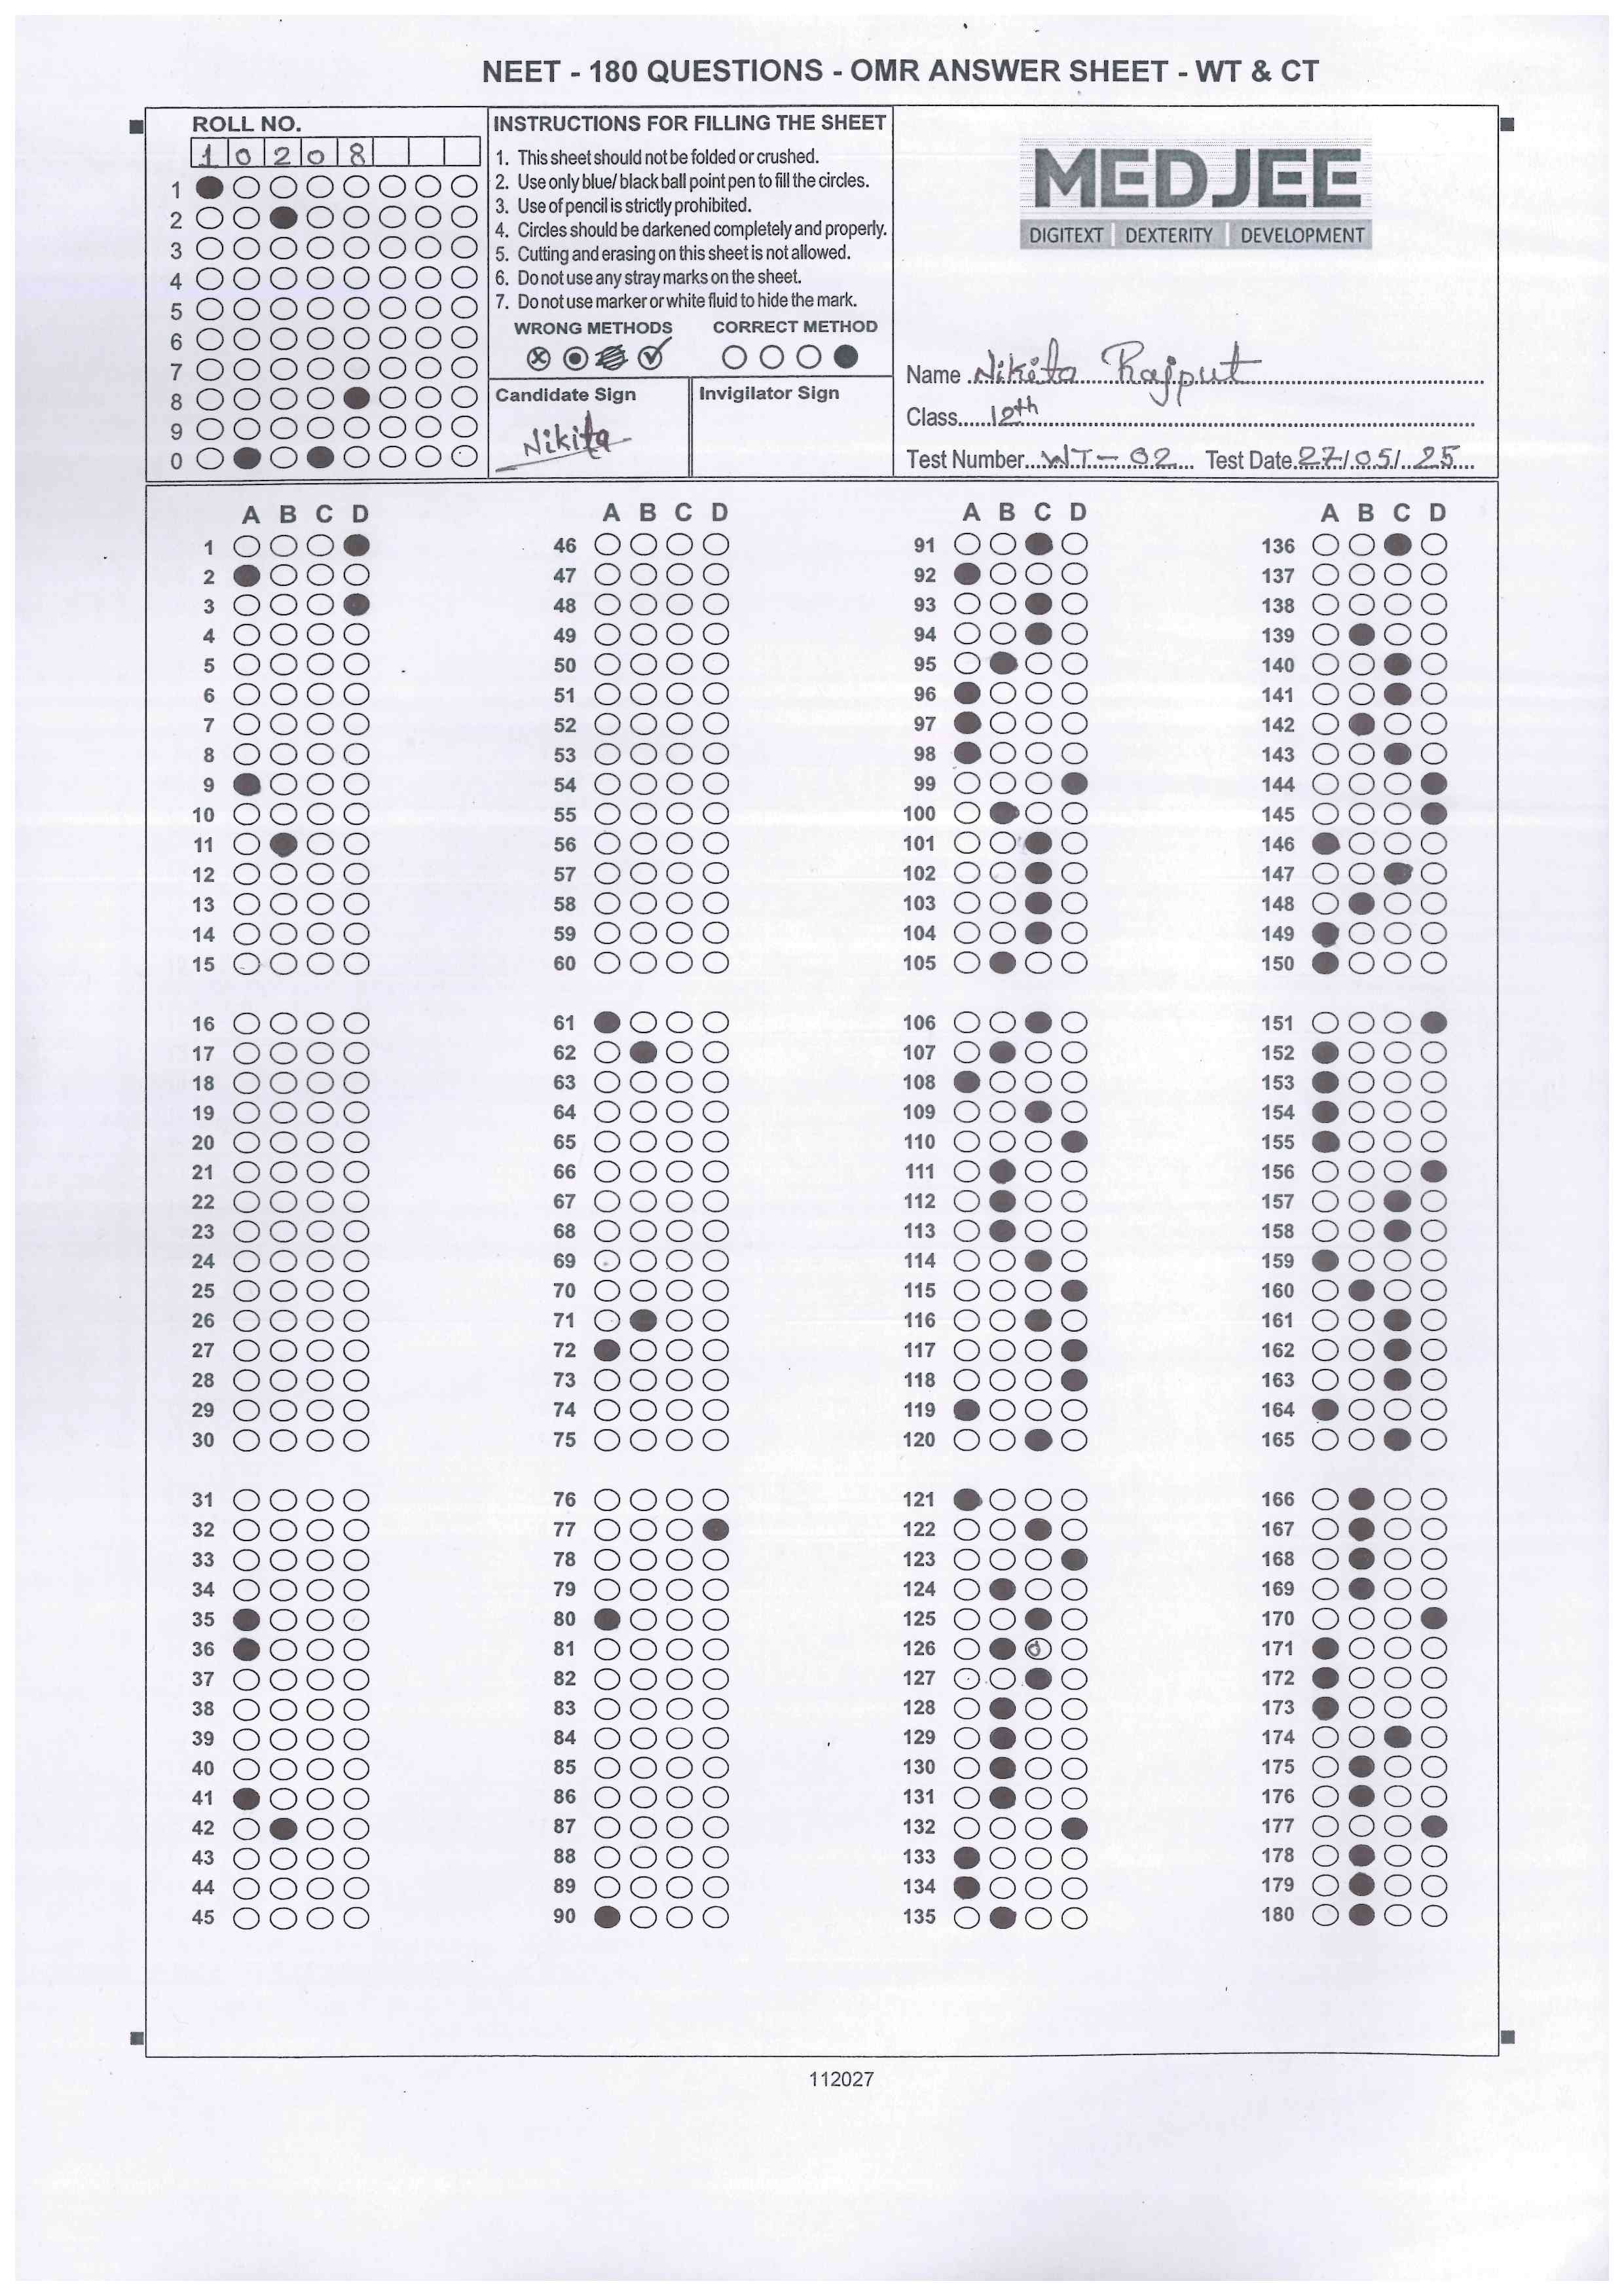 NEET - 180 QUESTIONS - OMR ANSWER SHEET - WT & CT
ROLL NO.
1 0 2 0 8
1
2
3
4
5
6
7
8
9
0
INSTRUCTIONS FOR FILLING THE SHEET
1. This sheet should not be folded or crushed.
2. Use only blue/ black ball point pen to fill the circles.
3. Use of pencil is strictly prohibited.
4. Circles should be darkened completely and properly.
5. Cutting and erasing on this sheet is not allowed.
6. Do not use any stray marks on the sheet.
7. Do not use marker or white fluid to hide the mark.
WRONG METHODS CORRECT METHOD
Candidate Sign Invigilator Sign
Nikita
MEDJEE
DIGITEXT DEXTERITY DEVELOPMENT
Name Nikita Rajput
Class 12th
Test Number WT-02 Test Date 27/05/25
A B C D A B C D A B C D A B C D
1 46 91 136
2 47 92 137
3 48 93 138
4 49 94 139
5 50 95 140
6 51 96 141
7 52 97 142
8 53 98 143
9 54 99 144
10 55 100 145
11 56 101 146
12 57 102 147
13 58 103 148
14 59 104 149
15 60 105 150
16 61 106 151
17 62 107 152
18 63 108 153
19 64 109 154
20 65 110 155
21 66 111 156
22 67 112 157
23 68 113 158
24 69 114 159
25 70 115 160
26 71 116 161
27 72 117 162
28 73 118 163
29 74 119 164
30 75 120 165
31 76 121 166
32 77 122 167
33 78 123 168
34 79 124 169
35 80 125 170
36 81 126 171
37 82 127 172
38 83 128 173
39 84 129 174
40 85 130 175
41 86 131 176
42 87 132 177
43 88 133 178
44 89 134 179
45 90 135 180
112027